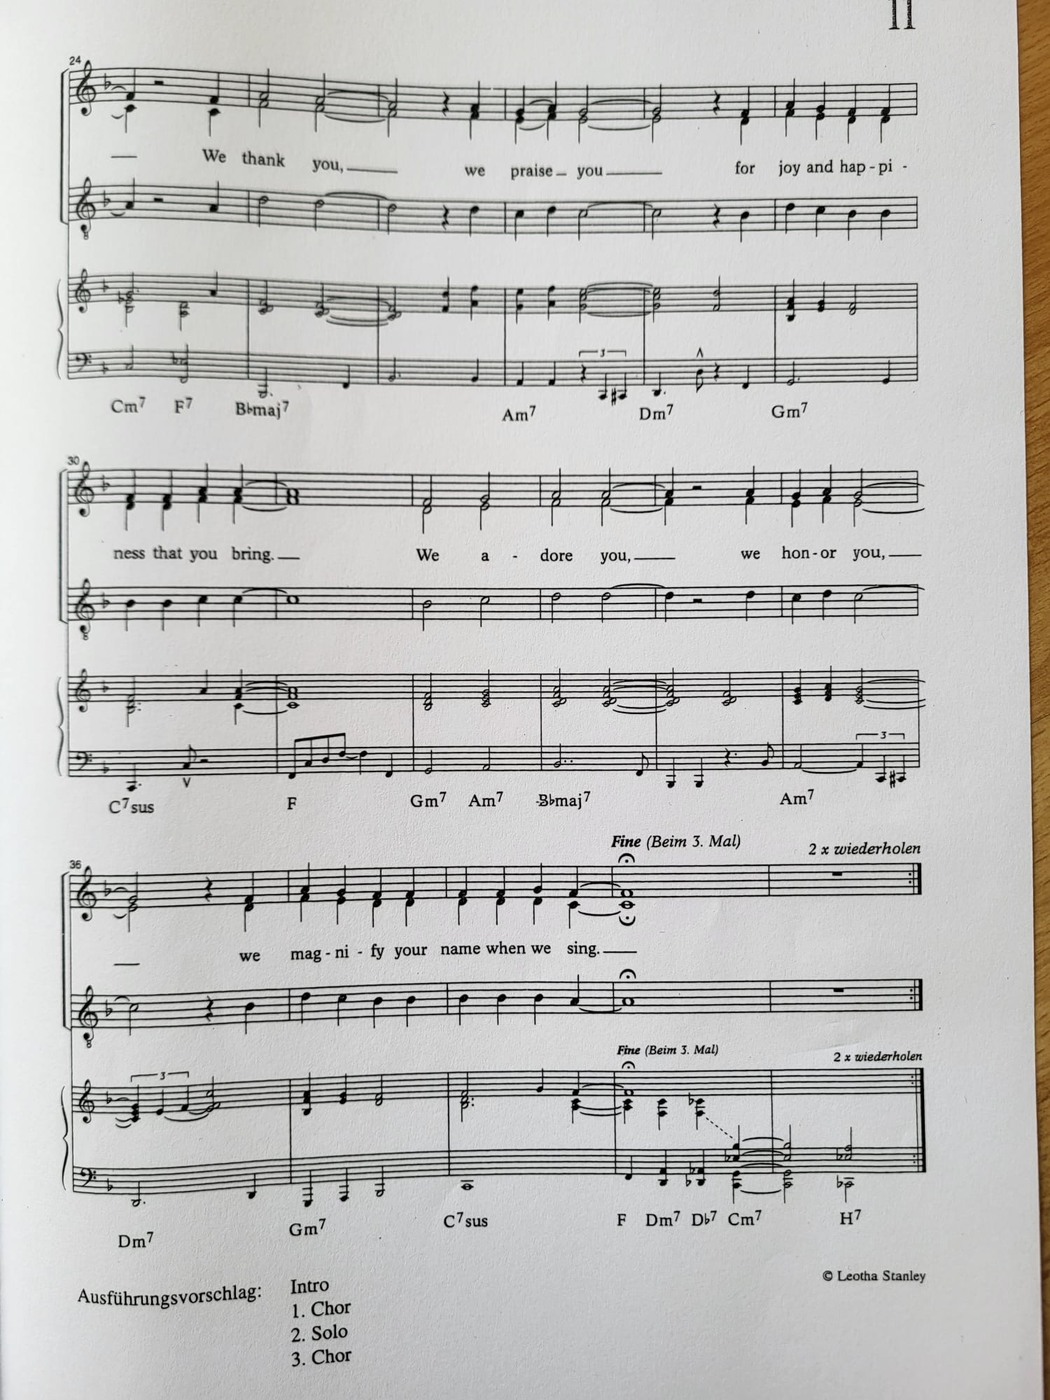 11
24
We thank you, we praise you for joy and hap - pi -
3
Cm7 F7 B♭maj7 Am7 Dm7 Gm7
30
ness that you bring. We a - dore you, we hon - or you,
3
C7sus F Gm7 Am7 B♭maj7 Am7
Fine (Beim 3. Mal) 2 x wiederholen
36
we mag - ni - fy your name when we sing.
Fine (Beim 3. Mal) 2 x wiederholen
3
Dm7 Gm7 C7sus F Dm7 D♭7 Cm7 H7
© Leotha Stanley
Ausführungsvorschlag: Intro
1. Chor
2. Solo
3. Chor